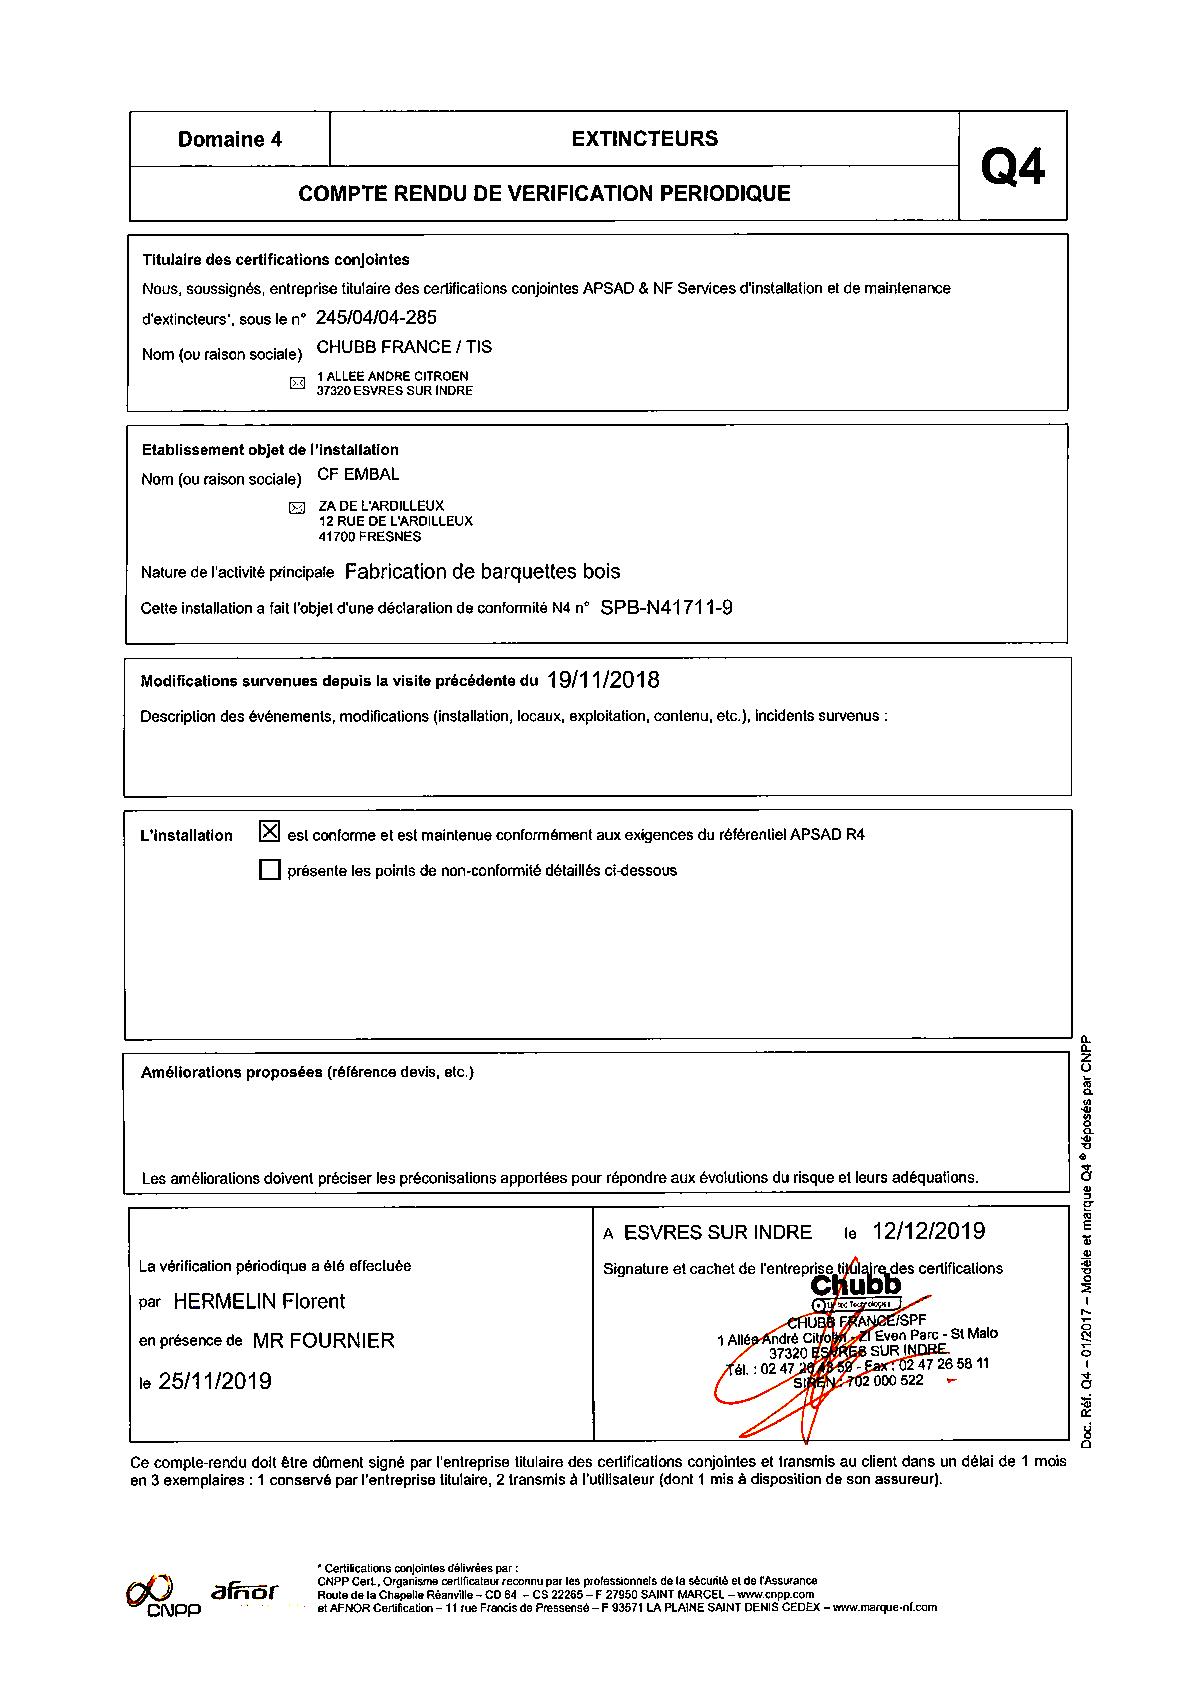 Domaine 4
EXTINCTEURS
Q4
COMPTE RENDU DE VERIFICATION PERIODIQUE
Titulaire des certifications conjointes
Nous, soussignés, entreprise titulaire des certifications conjointes APSAD & NF Services d'installation et de maintenance
d'extincteurs*, sous le n° 245/04/04-285
Nom (ou raison sociale) CHUBB FRANCE / TIS
1 ALLEE ANDRE CITROEN
37320 ESVRES SUR INDRE
Etablissement objet de l'installation
Nom (ou raison sociale) CF EMBAL
ZA DE L'ARDILLEUX
12 RUE DE L'ARDILLEUX
41700 FRESNES
Nature de l'activité principale Fabrication de barquettes bois
Cette installation a fait l'objet d'une déclaration de conformité N4 n° SPB-N41711-9
Modifications survenues depuis la visite précédente du 19/11/2018
Description des événements, modifications (installation, locaux, exploitation, contenu, etc.), incidents survenus :
L'installation ☒ est conforme et est maintenue conformément aux exigences du référentiel APSAD R4
☐ présente les points de non-conformité détaillés ci-dessous
Améliorations proposées (référence devis, etc.)
Les améliorations doivent préciser les préconisations apportées pour répondre aux évolutions du risque et leurs adéquations.
La vérification périodique a été effectuée
par HERMELIN Florent
en présence de MR FOURNIER
le 25/11/2019
A ESVRES SUR INDRE le 12/12/2019
Signature et cachet de l'entreprise titulaire des certifications
Chubb
CHUBB FRANCE/SPF
1 Allée André Citroën - ZI Even Parc - St Malo
37320 ESVRES SUR INDRE
Tél. : 02 47 26 - Fax : 02 47 26 58 11
SIREN : 702 000 522
Doc. Réf. Q4 – 01/2017 – Modèle et marque Q4 ® déposés par CNPP
Ce compte-rendu doit être dûment signé par l'entreprise titulaire des certifications conjointes et transmis au client dans un délai de 1 mois
en 3 exemplaires : 1 conservé par l'entreprise titulaire, 2 transmis à l'utilisateur (dont 1 mis à disposition de son assureur).
CNPP
afnor
* Certifications conjointes délivrées par :
CNPP Cert., Organisme certificateur reconnu par les professionnels de la sécurité et de l'Assurance
Route de la Chapelle Réanville – CD 64 – CS 22265 – F 27950 SAINT MARCEL – www.cnpp.com
et AFNOR Certification – 11 rue Francis de Pressensé – F 93571 LA PLAINE SAINT DENIS CEDEX – www.marque-nf.com